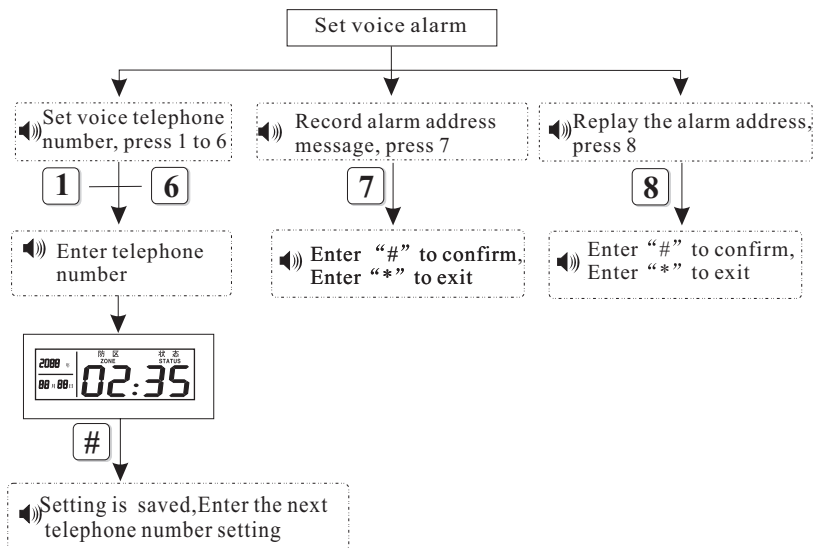 Set voice alarm
Set voice telephone
number, press 1 to 6
Record alarm address
message, press 7
Replay the alarm address,
press 8
1
6
7
8
Enter telephone
number
Enter “#” to confirm,
Enter “*” to exit
Enter “#” to confirm,
Enter “*” to exit
防 区
ZONE
状 态
STATUS
2088 年
88 月 88 日
02:35
#
Setting is saved,Enter the next
telephone number setting